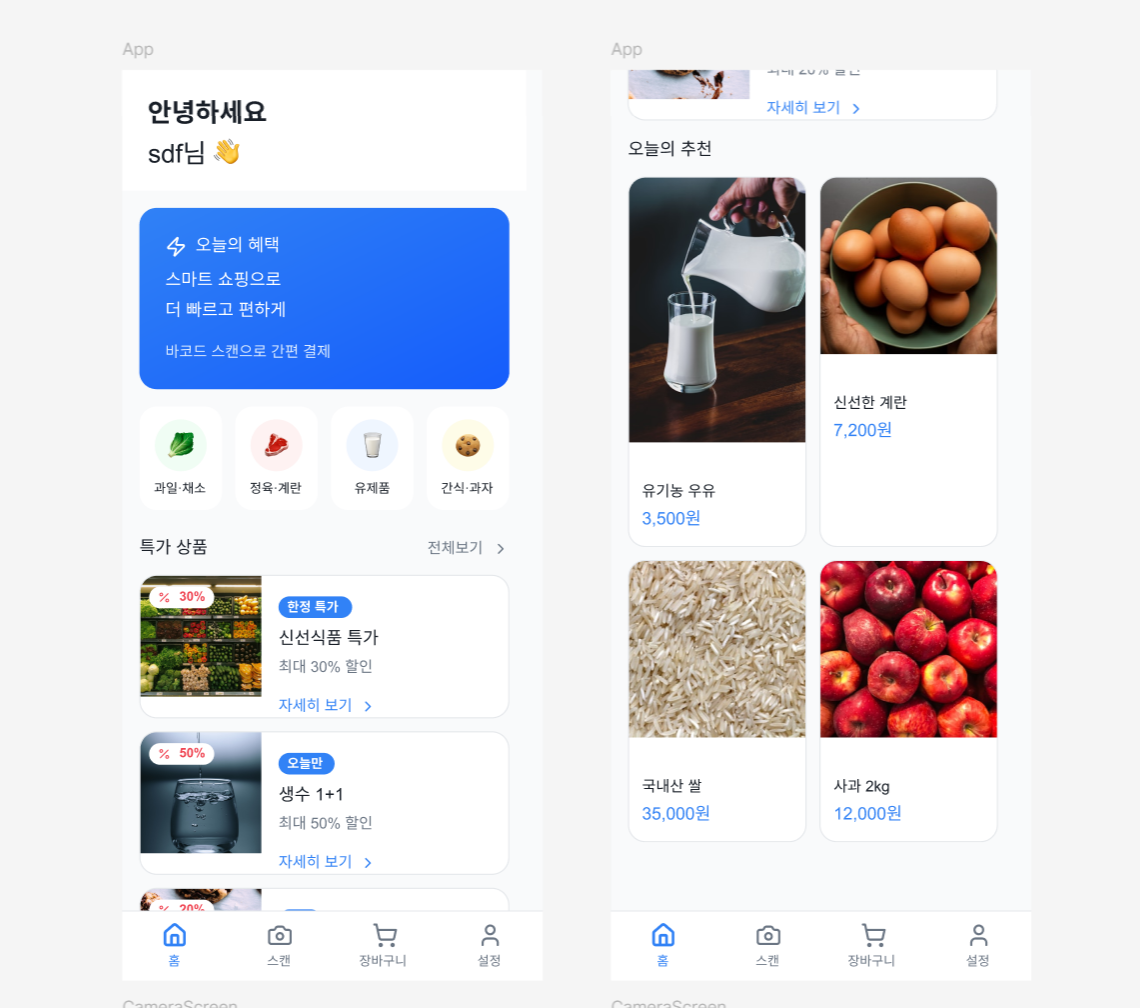 App
안녕하세요
sdf님 👋
오늘의 혜택
스마트 쇼핑으로
더 빠르고 편하게
바코드 스캔으로 간편 결제
과일·채소
정육·계란
유제품
간식·과자
특가 상품
전체보기
% 30%
한정 특가
신선식품 특가
최대 30% 할인
자세히 보기
% 50%
오늘만
생수 1+1
최대 50% 할인
자세히 보기
% 20%
홈
스캔
장바구니
설정
CameraScreen
App
최대 20% 할인
자세히 보기
오늘의 추천
유기농 우유
3,500원
신선한 계란
7,200원
국내산 쌀
35,000원
사과 2kg
12,000원
홈
스캔
장바구니
설정
CameraScreen